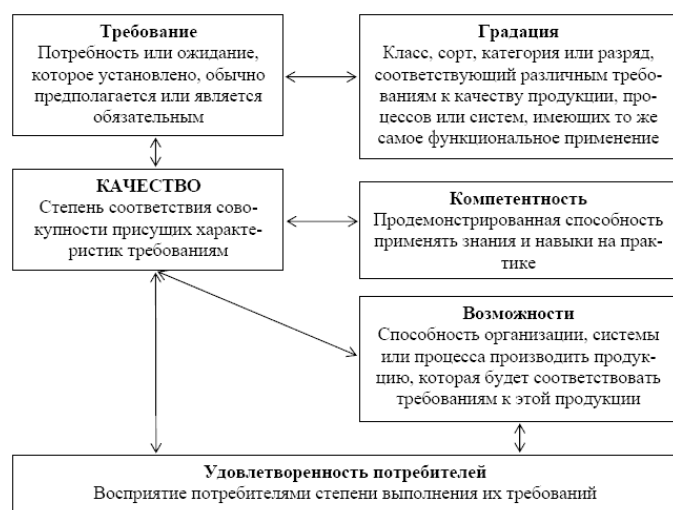 Требование
Потребность или ожидание,
которое установлено, обычно
предполагается или является
обязательным
Градация
Класс, сорт, категория или разряд,
соответствующий различным требо-
ваниям к качеству продукции, про-
цессов или систем, имеющих то же
самое функциональное применение
КАЧЕСТВО
Степень соответствия сово-
купности присущих характе-
ристик требованиям
Компетентность
Продемонстрированная способность
применять знания и навыки на прак-
тике
Возможности
Способность организации, системы
или процесса производить продук-
цию, которая будет соответствовать
требованиям к этой продукции
Удовлетворенность потребителей
Восприятие потребителями степени выполнения их требований